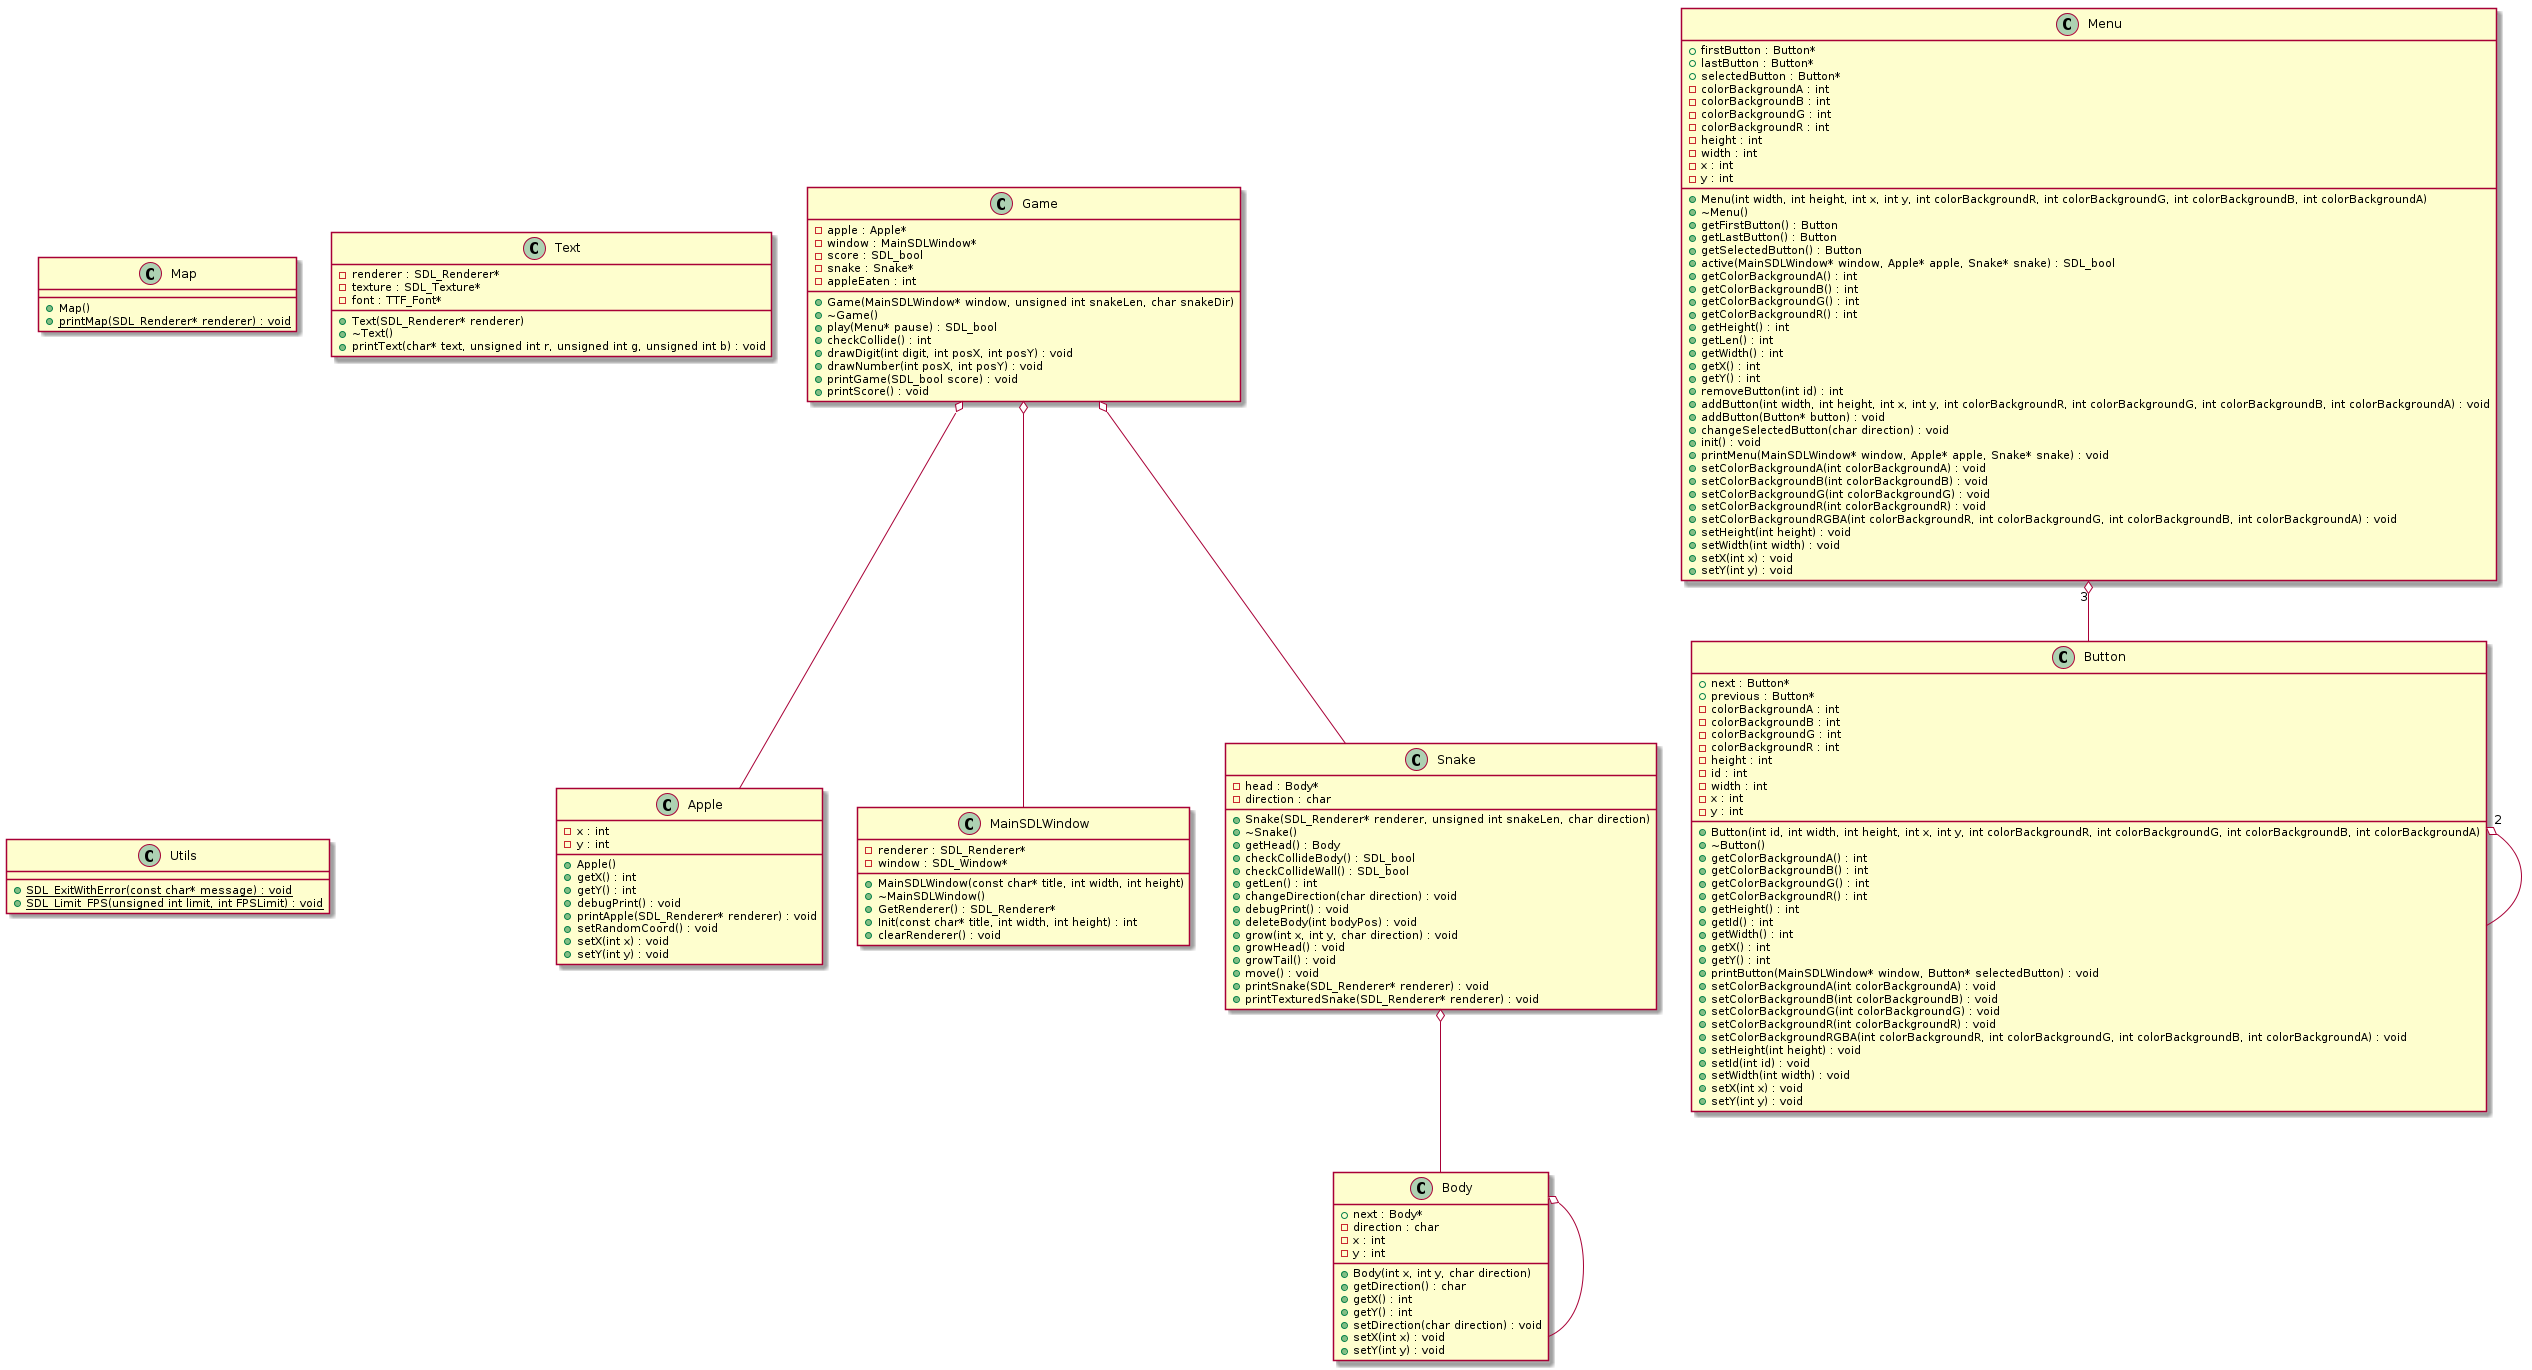 C Menu
firstButton : Button*
lastButton : Button*
selectedButton : Button*
colorBackgroundA : int
colorBackgroundB : int
colorBackgroundG : int
colorBackgroundR : int
height : int
width : int
x : int
y : int
Menu(int width, int height, int x, int y, int colorBackgroundR, int colorBackgroundG, int colorBackgroundB, int colorBackgroundA)
~Menu()
getFirstButton() : Button
getLastButton() : Button
getSelectedButton() : Button
active(MainSDLWindow* window, Apple* apple, Snake* snake) : SDL_bool
getColorBackgroundA() : int
getColorBackgroundB() : int
getColorBackgroundG() : int
getColorBackgroundR() : int
getHeight() : int
getLen() : int
getWidth() : int
getX() : int
getY() : int
removeButton(int id) : int
addButton(int width, int height, int x, int y, int colorBackgroundR, int colorBackgroundG, int colorBackgroundB, int colorBackgroundA) : void
addButton(Button* button) : void
changeSelectedButton(char direction) : void
init() : void
printMenu(MainSDLWindow* window, Apple* apple, Snake* snake) : void
setColorBackgroundA(int colorBackgroundA) : void
setColorBackgroundB(int colorBackgroundB) : void
setColorBackgroundG(int colorBackgroundG) : void
setColorBackgroundR(int colorBackgroundR) : void
setColorBackgroundRGBA(int colorBackgroundR, int colorBackgroundG, int colorBackgroundB, int colorBackgroundA) : void
setHeight(int height) : void
setWidth(int width) : void
setX(int x) : void
setY(int y) : void
C Game
apple : Apple*
window : MainSDLWindow*
score : SDL_bool
snake : Snake*
appleEaten : int
Game(MainSDLWindow* window, unsigned int snakeLen, char snakeDir)
~Game()
play(Menu* pause) : SDL_bool
checkCollide() : int
drawDigit(int digit, int posX, int posY) : void
drawNumber(int posX, int posY) : void
printGame(SDL_bool score) : void
printScore() : void
C Text
renderer : SDL_Renderer*
texture : SDL_Texture*
font : TTF_Font*
Text(SDL_Renderer* renderer)
~Text()
printText(char* text, unsigned int r, unsigned int g, unsigned int b) : void
C Map
Map()
printMap(SDL_Renderer* renderer) : void
3
C Button
next : Button*
previous : Button*
colorBackgroundA : int
colorBackgroundB : int
colorBackgroundG : int
colorBackgroundR : int
height : int
id : int
width : int
x : int
y : int
Button(int id, int width, int height, int x, int y, int colorBackgroundR, int colorBackgroundG, int colorBackgroundB, int colorBackgroundA)
~Button()
getColorBackgroundA() : int
getColorBackgroundB() : int
getColorBackgroundG() : int
getColorBackgroundR() : int
getHeight() : int
getId() : int
getWidth() : int
getX() : int
getY() : int
printButton(MainSDLWindow* window, Button* selectedButton) : void
setColorBackgroundA(int colorBackgroundA) : void
setColorBackgroundB(int colorBackgroundB) : void
setColorBackgroundG(int colorBackgroundG) : void
setColorBackgroundR(int colorBackgroundR) : void
setColorBackgroundRGBA(int colorBackgroundR, int colorBackgroundG, int colorBackgroundB, int colorBackgroundA) : void
setHeight(int height) : void
setId(int id) : void
setWidth(int width) : void
setX(int x) : void
setY(int y) : void
2
C Snake
head : Body*
direction : char
Snake(SDL_Renderer* renderer, unsigned int snakeLen, char direction)
~Snake()
getHead() : Body
checkCollideBody() : SDL_bool
checkCollideWall() : SDL_bool
getLen() : int
changeDirection(char direction) : void
debugPrint() : void
deleteBody(int bodyPos) : void
grow(int x, int y, char direction) : void
growHead() : void
growTail() : void
move() : void
printSnake(SDL_Renderer* renderer) : void
printTexturedSnake(SDL_Renderer* renderer) : void
C Apple
x : int
y : int
Apple()
getX() : int
getY() : int
debugPrint() : void
printApple(SDL_Renderer* renderer) : void
setRandomCoord() : void
setX(int x) : void
setY(int y) : void
C MainSDLWindow
renderer : SDL_Renderer*
window : SDL_Window*
MainSDLWindow(const char* title, int width, int height)
~MainSDLWindow()
GetRenderer() : SDL_Renderer*
Init(const char* title, int width, int height) : int
clearRenderer() : void
C Utils
SDL_ExitWithError(const char* message) : void
SDL_Limit_FPS(unsigned int limit, int FPSLimit) : void
C Body
next : Body*
direction : char
x : int
y : int
Body(int x, int y, char direction)
getDirection() : char
getX() : int
getY() : int
setDirection(char direction) : void
setX(int x) : void
setY(int y) : void